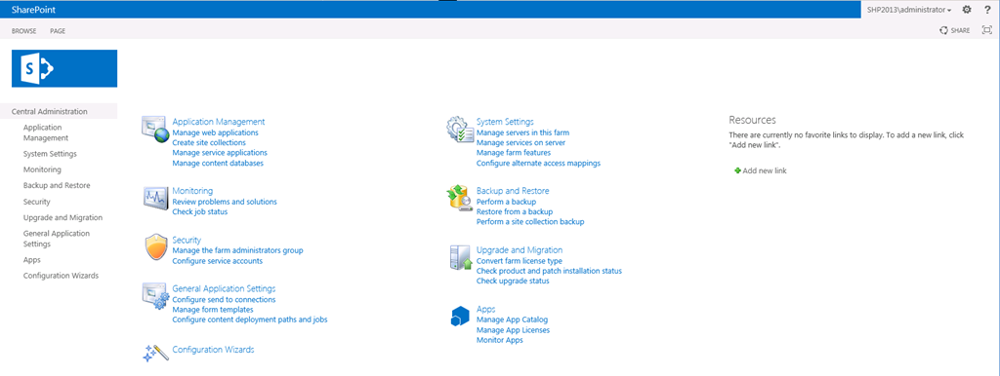 SharePoint
SHP2013\administrator
?
BROWSE
PAGE
SHARE
S
Central Administration
Application
Management
System Settings
Monitoring
Backup and Restore
Security
Upgrade and Migration
General Application
Settings
Apps
Configuration Wizards
Application Management
Manage web applications
Create site collections
Manage service applications
Manage content databases
Monitoring
Review problems and solutions
Check job status
Security
Manage the farm administrators group
Configure service accounts
General Application Settings
Configure send to connections
Manage form templates
Configure content deployment paths and jobs
Configuration Wizards
System Settings
Manage servers in this farm
Manage services on server
Manage farm features
Configure alternate access mappings
Backup and Restore
Perform a backup
Restore from a backup
Perform a site collection backup
Upgrade and Migration
Convert farm license type
Check product and patch installation status
Check upgrade status
Apps
Manage App Catalog
Manage App Licenses
Monitor Apps
Resources
There are currently no favorite links to display. To add a new link, click
"Add new link".
Add new link